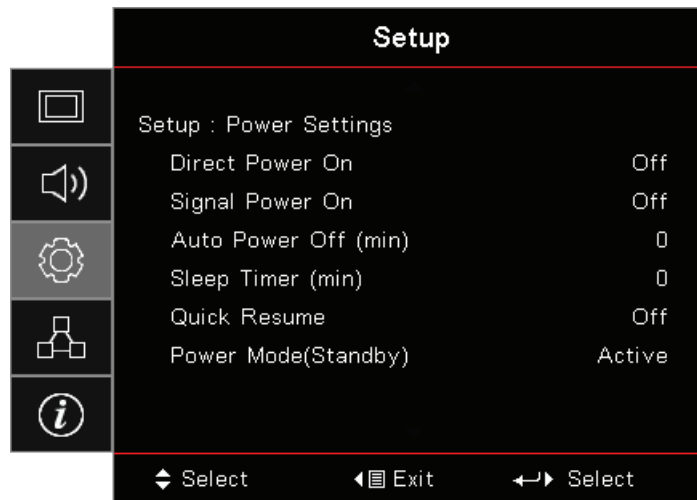 Setup
Setup : Power Settings
Direct Power On Off
Signal Power On Off
Auto Power Off (min) 0
Sleep Timer (min) 0
Quick Resume Off
Power Mode(Standby) Active
i
Select Exit Select